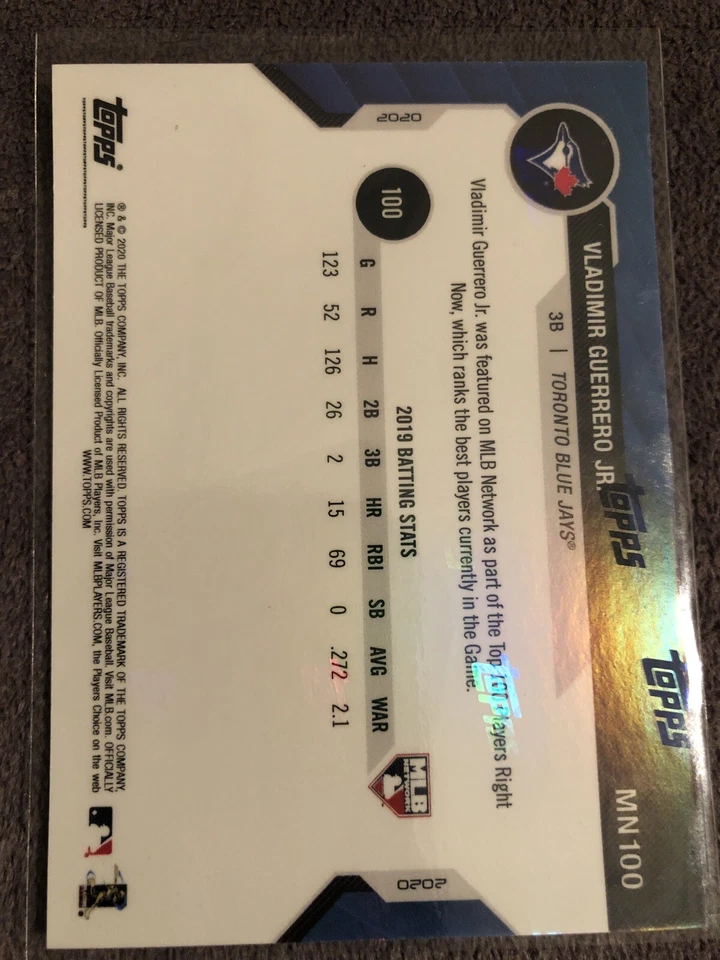 topps
topps
MN100
VLADIMIR GUERRERO JR.
3B | TORONTO BLUE JAYS®
2020
2020
Vladimir Guerrero Jr. was featured on MLB Network as part of the Top 100 Players Right
Now, which ranks the best players currently in the Game.
2019 BATTING STATS
MLB
NETWORK
100
G R H 2B 3B HR RBI SB AVG WAR
123 52 126 26 2 15 69 0 .272 2.1
topps®
® & © 2020 THE TOPPS COMPANY, INC. ALL RIGHTS RESERVED. TOPPS IS A REGISTERED TRADEMARK OF THE TOPPS COMPANY,
INC. Major League Baseball trademarks and copyrights are used with permission of Major League Baseball. Visit MLB.com. OFFICIALLY
LICENSED PRODUCT OF MLB. Officially Licensed Product of MLB Players, Inc. Visit MLBPLAYERS.COM, the Players Choice on the web
WWW.TOPPS.COM